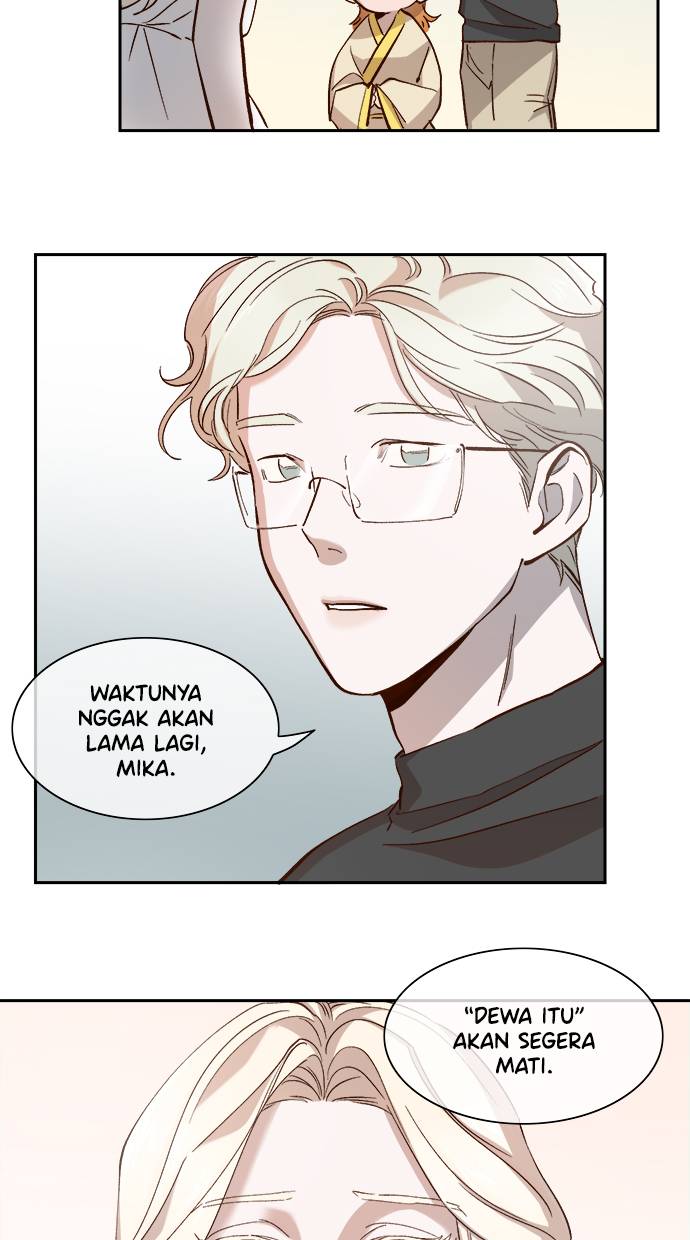 WAKTUNYA
NGGAK AKAN
LAMA LAGI,
MIKA.
“DEWA ITU”
AKAN SEGERA
MATI.